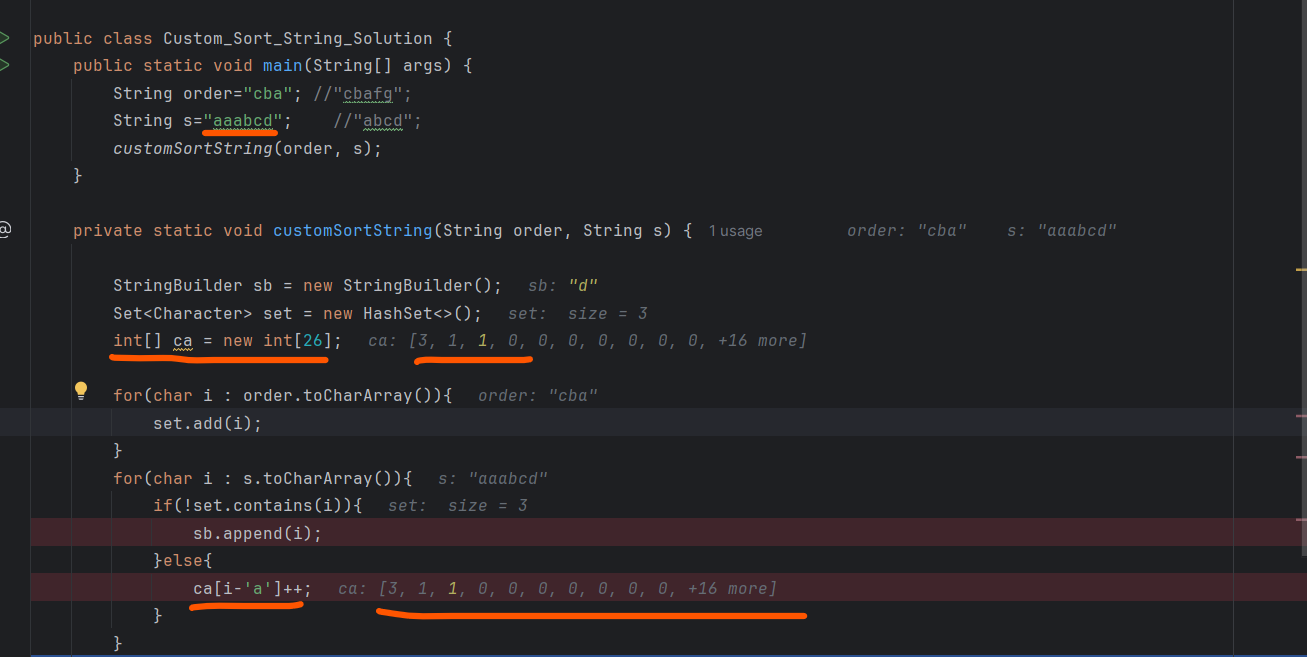 public class Custom_Sort_String_Solution {
public static void main(String[] args) {
String order="cba"; //"cbafg";
String s="aaabcd"; //"abcd";
customSortString(order, s);
}
@
private static void customSortString(String order, String s) { 1 usage order: "cba" s: "aaabcd"
StringBuilder sb = new StringBuilder(); sb: "d"
Set<Character> set = new HashSet<>(); set: size = 3
int[] ca = new int[26]; ca: [3, 1, 1, 0, 0, 0, 0, 0, 0, 0, +16 more]
for(char i : order.toCharArray()){ order: "cba"
set.add(i);
}
for(char i : s.toCharArray()){ s: "aaabcd"
if(!set.contains(i)){ set: size = 3
sb.append(i);
}else{
ca[i-'a']++; ca: [3, 1, 1, 0, 0, 0, 0, 0, 0, 0, +16 more]
}
}